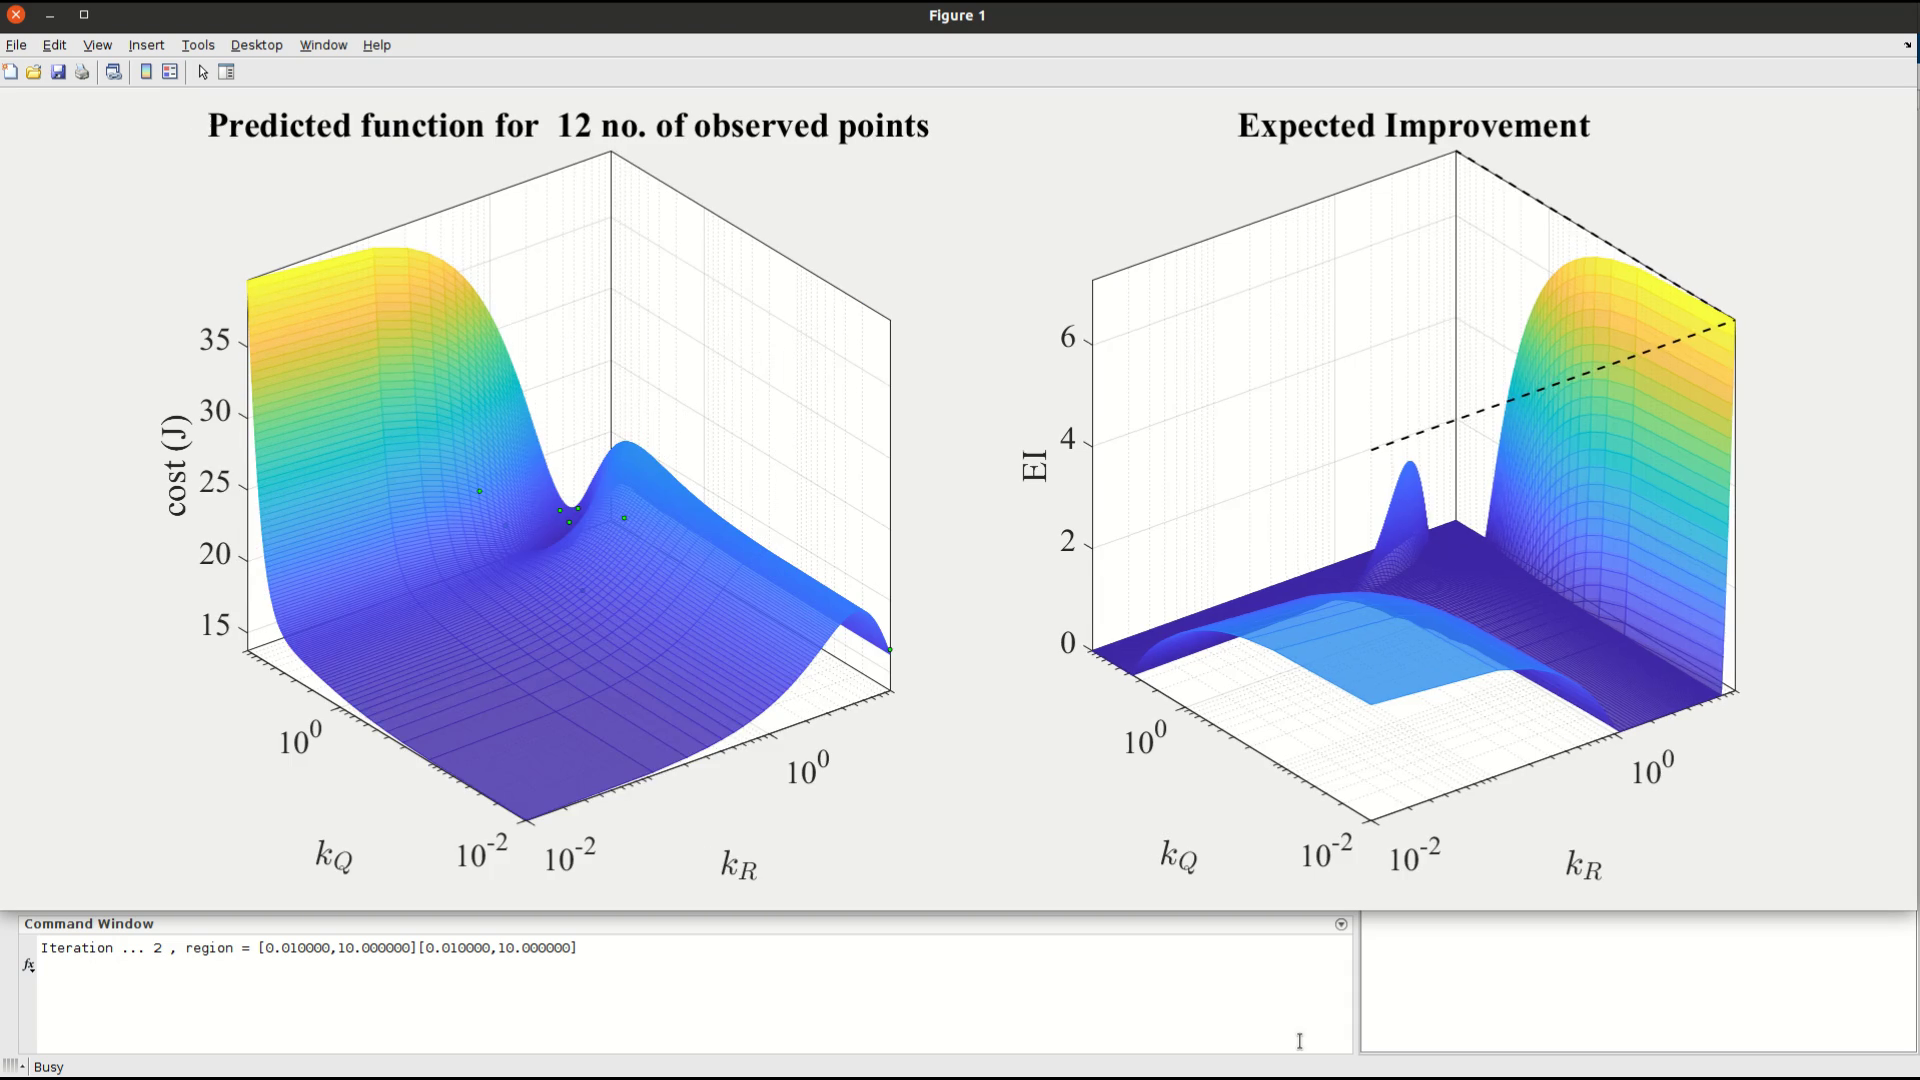 Figure 1
File Edit View Insert Tools Desktop Window Help
Predicted function for 12 no. of observed points
35
30
25
20
15
cost (J)
10^0
10^-2
k_Q
10^-2
10^0
k_R
Expected Improvement
6
4
2
0
EI
10^0
10^-2
k_Q
10^-2
10^0
k_R
Command Window
Iteration ... 2 , region = [0.010000,10.000000][0.010000,10.000000]
fx
Busy